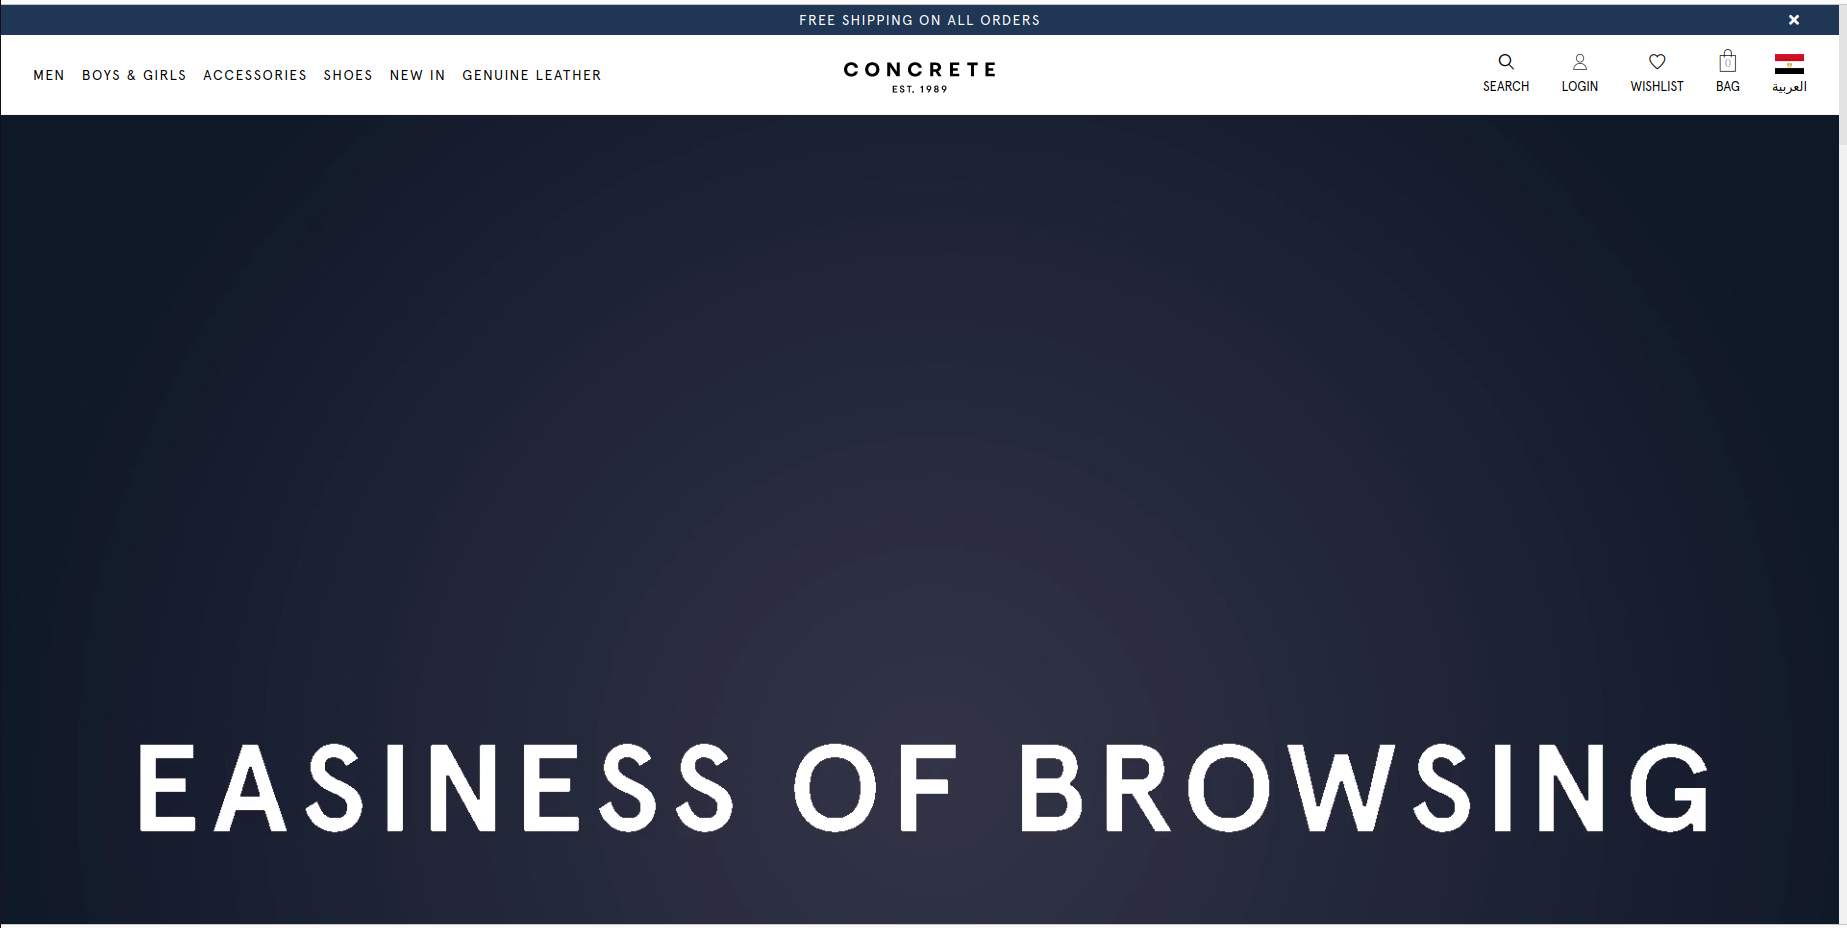 FREE SHIPPING ON ALL ORDERS
MEN BOYS & GIRLS ACCESSORIES SHOES NEW IN GENUINE LEATHER
CONCRETE
EST. 1989
0
SEARCH LOGIN WISHLIST BAG العربية
EASINESS OF BROWSING